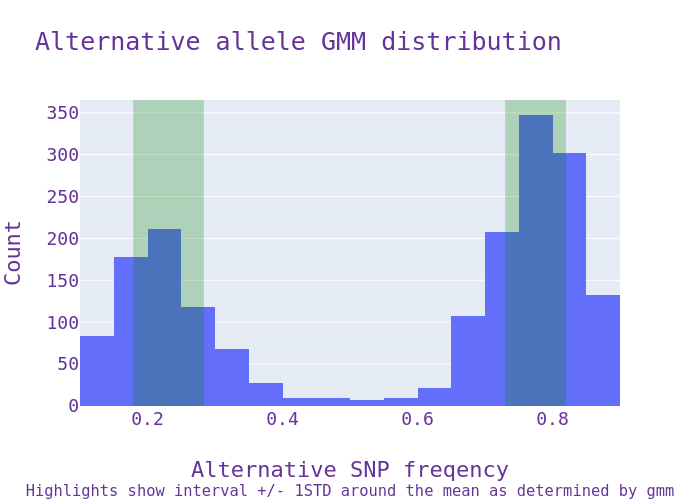 Alternative allele GMM distribution
350
300
250
200
150
100
50
0
Count
0.2 0.4 0.6 0.8
Alternative SNP freqency
Highlights show interval +/- 1STD around the mean as determined by gmm